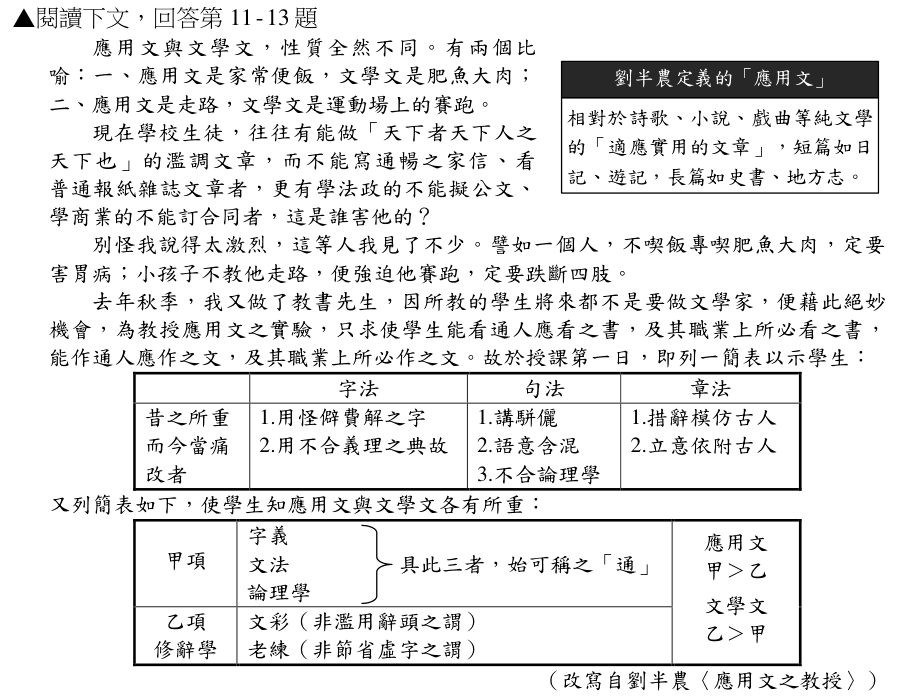 ▲閱讀下文,回答第 11-13 題
應用文與文學文,性質全然不同。有兩個比
喻:一、應用文是家常便飯,文學文是肥魚大肉;
二、應用文是走路,文學文是運動場上的賽跑。
現在學校生徒,往往有能做「天下者天下人之
天下也」的濫調文章,而不能寫通暢之家信、看
普通報紙雜誌文章者,更有學法政的不能擬公文、
學商業的不能訂合同者,這是誰害他的?
劉半農定義的「應用文」
相對於詩歌、小說、戲曲等純文學
的「適應實用的文章」,短篇如日
記、遊記,長篇如史書、地方志。
別怪我說得太激烈,這等人我見了不少。譬如一個人,不喫飯專喫肥魚大肉,定要
害胃病;小孩子不教他走路,便強迫他賽跑,定要跌斷四肢。
去年秋季,我又做了教書先生,因所教的學生將來都不是要做文學家,便藉此絕妙
機會,為教授應用文之實驗,只求使學生能看通人應看之書,及其職業上所必看之書,
能作通人應作之文,及其職業上所必作之文。故於授課第一日,即列一簡表以示學生:
字法 句法 章法
昔之所重 1.用怪僻費解之字 1.講駢儷 1.措辭模仿古人
而今當痛 2.用不合義理之典故 2.語意含混 2.立意依附古人
改者 3.不合論理學
又列簡表如下,使學生知應用文與文學文各有所重:
甲項
字義
文法
論理學
具此三者,始可稱之「通」
乙項 文彩(非濫用辭頭之謂)
修辭學 老練(非節省虛字之謂)
應用文
甲>乙
文學文
乙>甲
(改寫自劉半農〈應用文之教授〉)